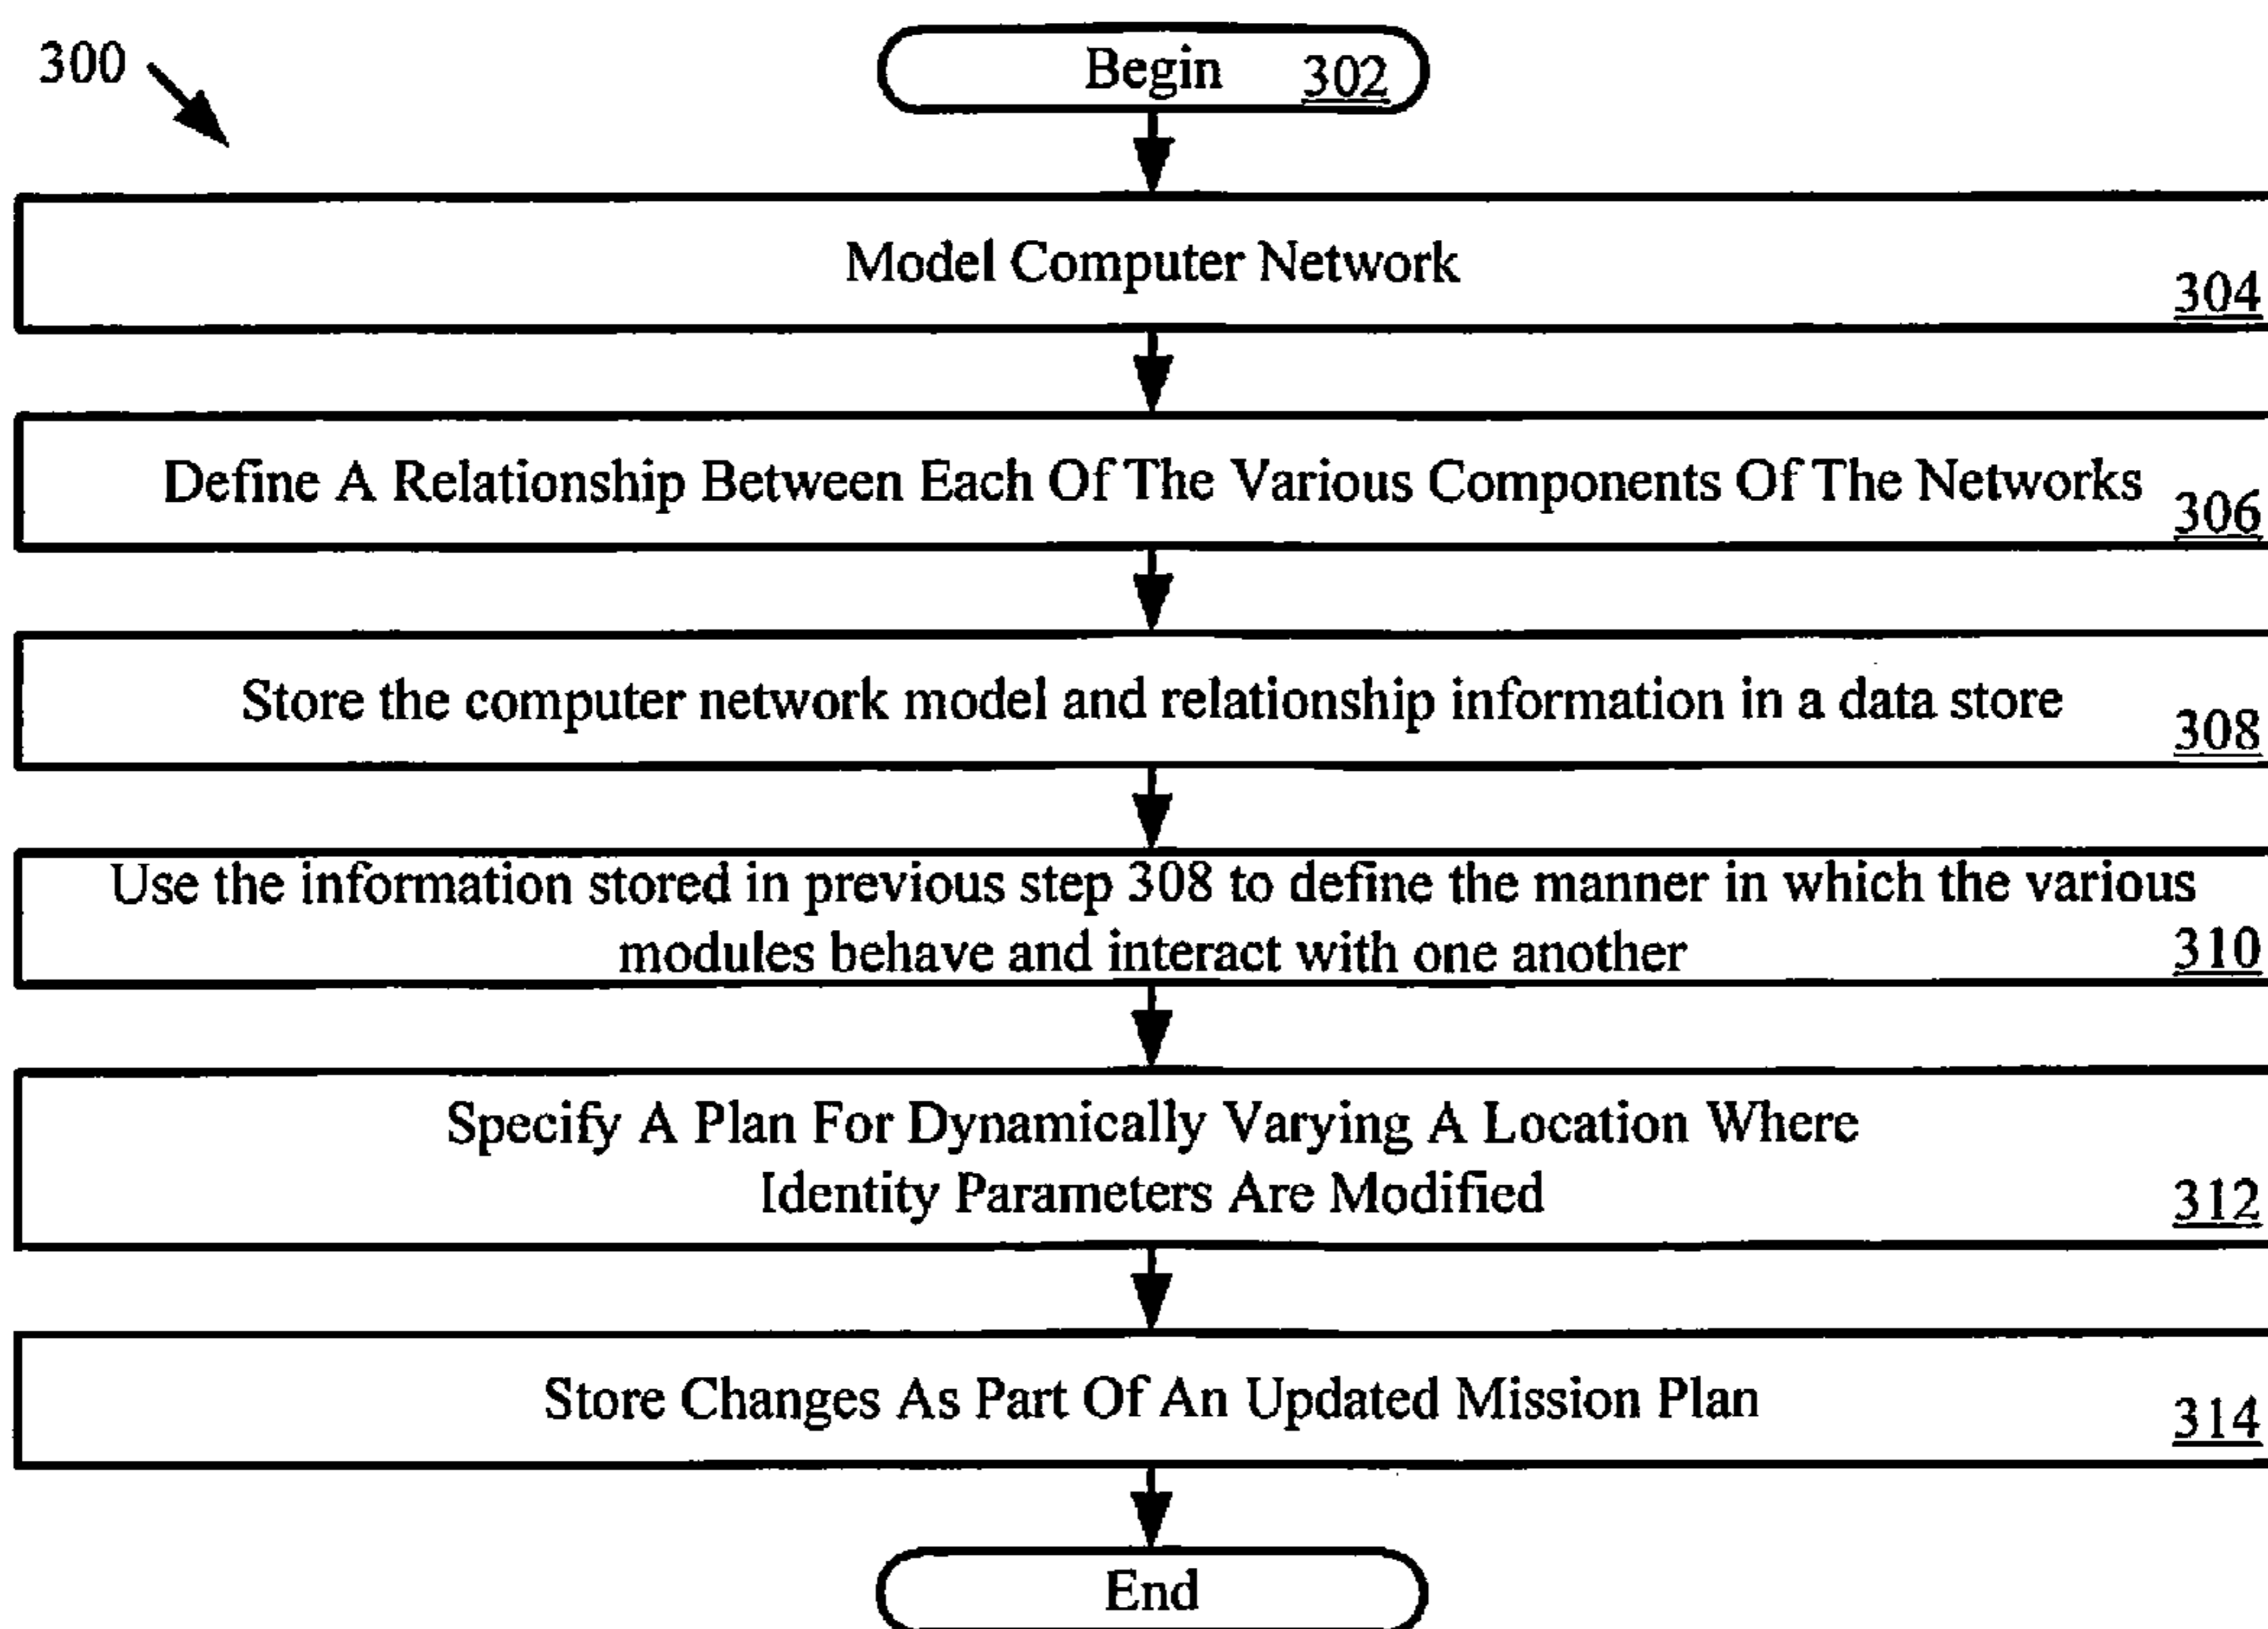 300
Begin 302
Model Computer Network
304
Define A Relationship Between Each Of The Various Components Of The Networks
306
Store the computer network model and relationship information in a data store
308
Use the information stored in previous step 308 to define the manner in which the various
modules behave and interact with one another
310
Specify A Plan For Dynamically Varying A Location Where
Identity Parameters Are Modified
312
Store Changes As Part Of An Updated Mission Plan
314
End